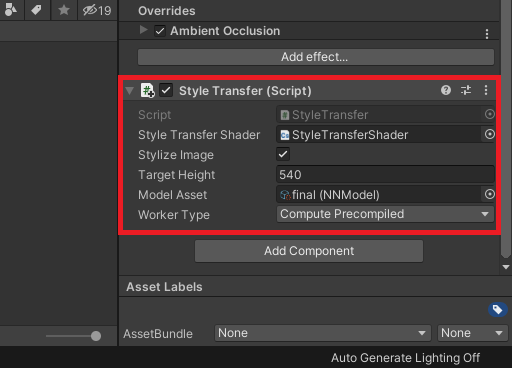 19
Overrides
Ambient Occlusion
Add effect...
Style Transfer (Script)
Script StyleTransfer
Style Transfer Shader StyleTransferShader
Stylize Image
Target Height 540
Model Asset final (NNModel)
Worker Type Compute Precompiled
Add Component
Asset Labels
AssetBundle None None
Auto Generate Lighting Off